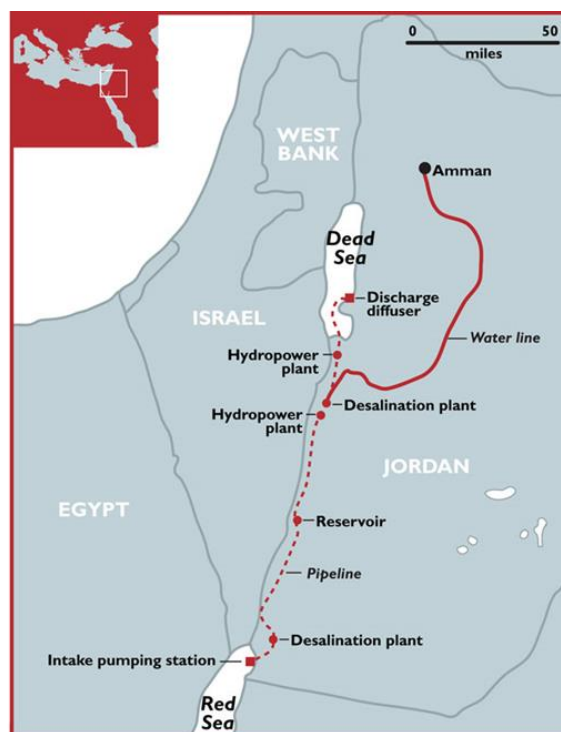 0 50
miles
WEST
BANK
Amman
Dead
Sea
Discharge
diffuser
ISRAEL
Water line
Hydropower
plant
Desalination plant
Hydropower
plant
JORDAN
EGYPT
Reservoir
Pipeline
Desalination plant
Intake pumping station
Red
Sea